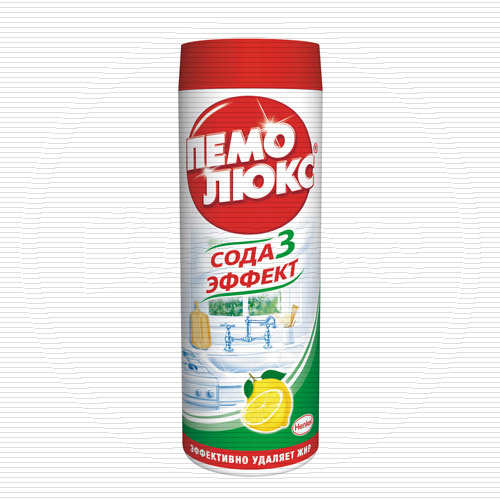 ПЕМО
ЛЮКС®
СОДА 3
ЭФФЕКТ
Henkel
ЭФФЕКТИВНО УДАЛЯЕТ ЖИР